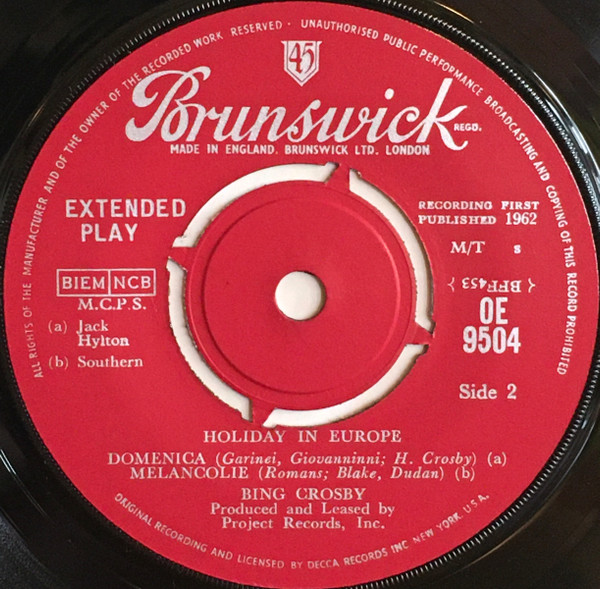 ALL RIGHTS OF THE MANUFACTURER AND OF THE OWNER OF THE RECORDED WORK RESERVED · UNAUTHORISED PUBLIC PERFORMANCE BROADCASTING AND COPYING OF THIS RECORD PROHIBITED
45
Brunswick REGD.
MADE IN ENGLAND. BRUNSWICK LTD. LONDON
EXTENDED
PLAY
RECORDING FIRST
PUBLISHED 1962
M/T s
BIEM NCB
M.C.P.S.
(a) Jack
Hylton
(b) Southern
{ BFF453 {
OE
9504
Side 2
HOLIDAY IN EUROPE
DOMENICA (Garinei, Giovanninni; H. Crosby) (a)
MELANCOLIE (Romans; Blake, Dudan) (b)
BING CROSBY
Produced and Leased by
Project Records, Inc.
ORIGINAL RECORDING AND LICENSED BY DECCA RECORDS INC. NEW YORK, U.S.A.